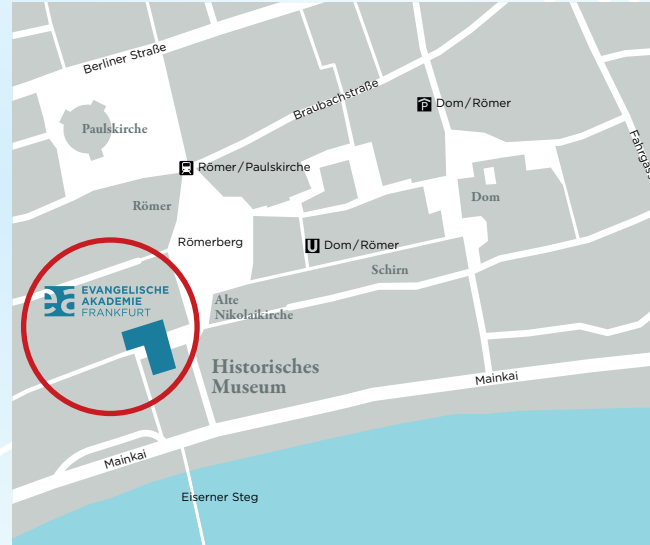 Berliner Straße
Braubachstraße
Dom/Römer
Paulskirche
Fahrgass
Römer/Paulskirche
Römer
Dom
Römerberg
U Dom/Römer
Schirn
ea EVANGELISCHE
AKADEMIE
FRANKFURT
Alte
Nikolaikirche
Historisches
Museum
Mainkai
Mainkai
Eiserner Steg